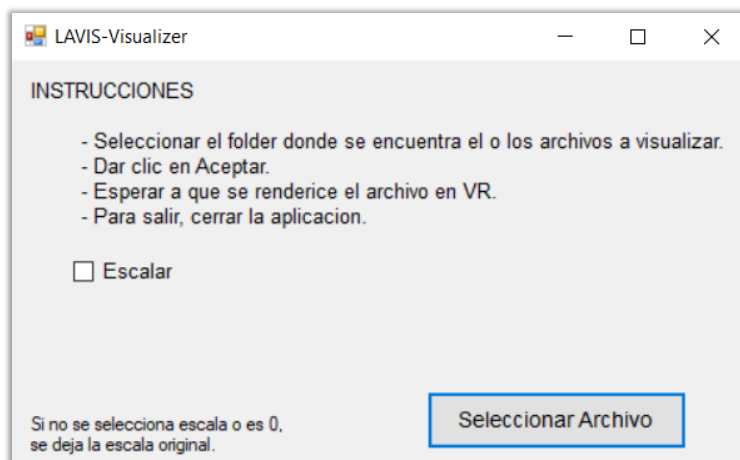 LAVIS-Visualizer
INSTRUCCIONES
- Seleccionar el folder donde se encuentra el o los archivos a visualizar.
- Dar clic en Aceptar.
- Esperar a que se renderice el archivo en VR.
- Para salir, cerrar la aplicacion.
Escalar
Si no se selecciona escala o es 0,
se deja la escala original.
Seleccionar Archivo